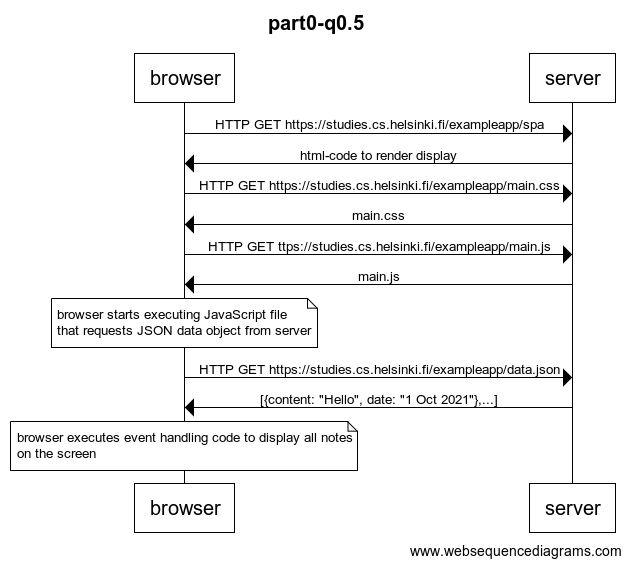 part0-q0.5
browser
server
HTTP GET https://studies.cs.helsinki.fi/exampleapp/spa
html-code to render display
HTTP GET https://studies.cs.helsinki.fi/exampleapp/main.css
main.css
HTTP GET ttps://studies.cs.helsinki.fi/exampleapp/main.js
main.js
browser starts executing JavaScript file
that requests JSON data object from server
HTTP GET https://studies.cs.helsinki.fi/exampleapp/data.json
[{content: "Hello", date: "1 Oct 2021"},...]
browser executes event handling code to display all notes
on the screen
browser
server
www.websequencediagrams.com